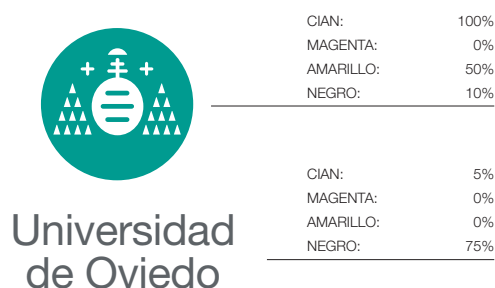 CIAN: 100%
MAGENTA: 0%
AMARILLO: 50%
NEGRO: 10%
CIAN: 5%
MAGENTA: 0%
AMARILLO: 0%
NEGRO: 75%
Universidad
de Oviedo